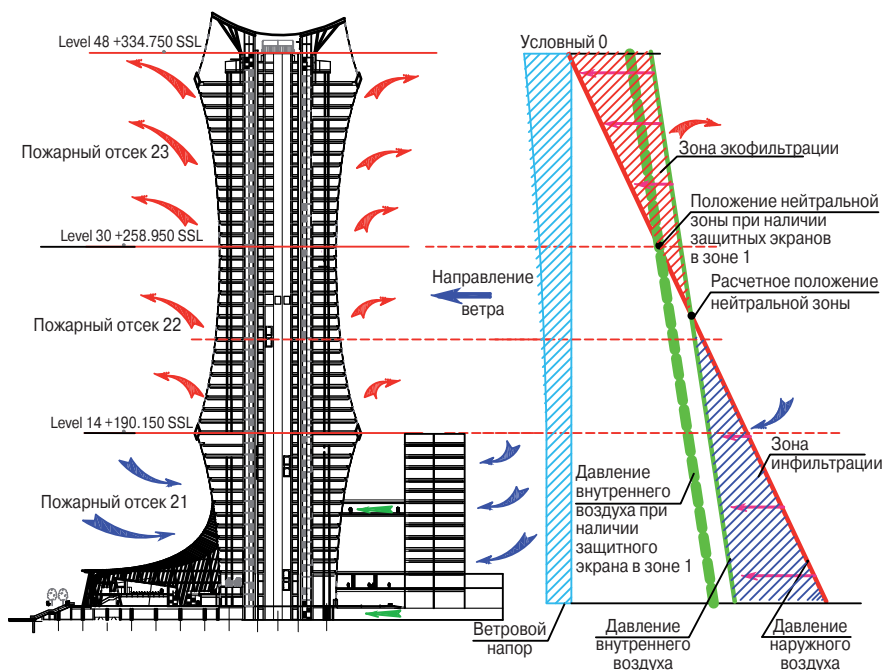 Level 48 +334.750 SSL
Пожарный отсек 23
Level 30 +258.950 SSL
Пожарный отсек 22
Level 14 +190.150 SSL
Пожарный отсек 21
Направление
ветра
Условный 0
Зона экофильтрации
Положение нейтральной
зоны при наличии
защитных экранов
в зоне 1
Расчетное положение
нейтральной зоны
Зона
инфильтрации
Давление
внутреннего
воздуха при
наличии
защитного
экрана в зоне 1
Ветровой
напор
Давление
внутреннего
воздуха
Давление
наружного
воздуха